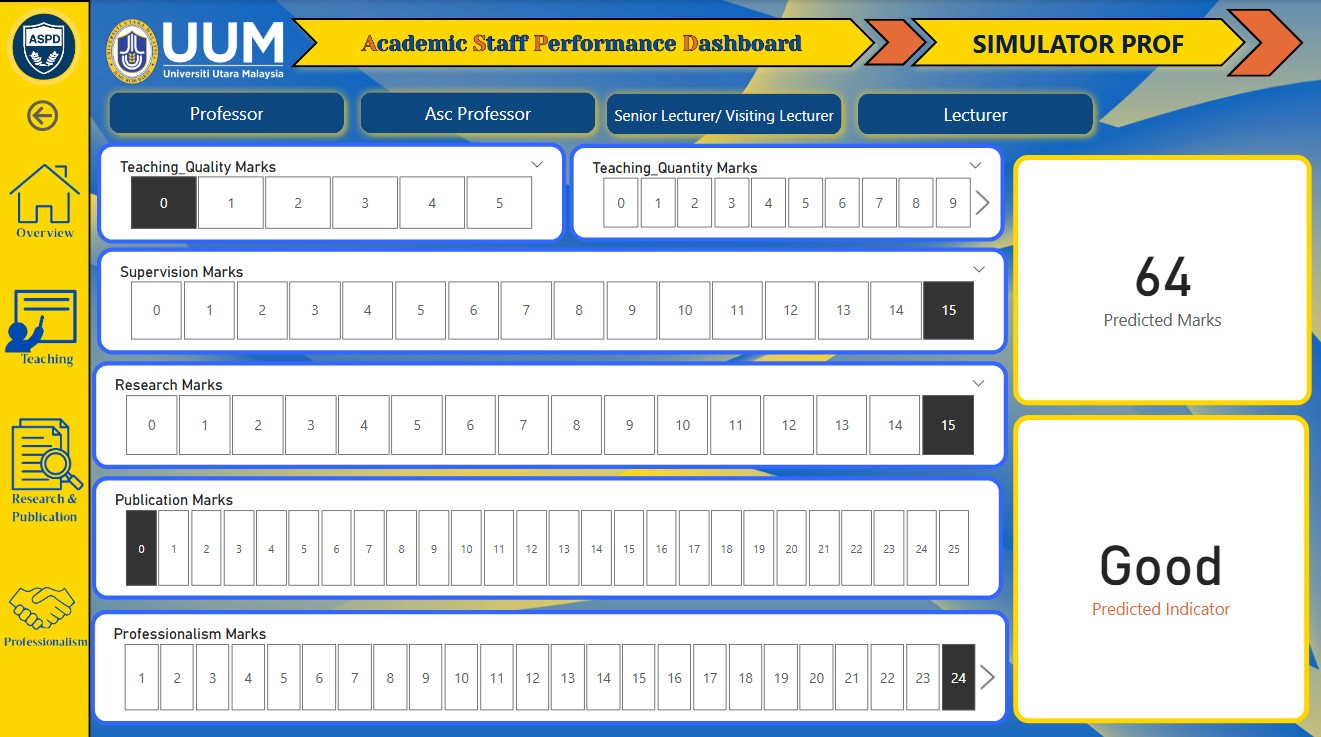 ASPD
UUM
Universiti Utara Malaysia
Academic Staff Performance Dashboard
SIMULATOR PROF
Professor
Asc Professor
Senior Lecturer/ Visiting Lecturer
Lecturer
Overview
Teaching
Research &
Publication
Professionalism
Teaching_Quality Marks
0 1 2 3 4 5
Teaching_Quantity Marks
0 1 2 3 4 5 6 7 8 9
Supervision Marks
0 1 2 3 4 5 6 7 8 9 10 11 12 13 14 15
Research Marks
0 1 2 3 4 5 6 7 8 9 10 11 12 13 14 15
Publication Marks
0 1 2 3 4 5 6 7 8 9 10 11 12 13 14 15 16 17 18 19 20 21 22 23 24 25
Professionalism Marks
1 2 3 4 5 6 7 8 9 10 11 12 13 14 15 16 17 18 19 20 21 22 23 24
64
Predicted Marks
Good
Predicted Indicator